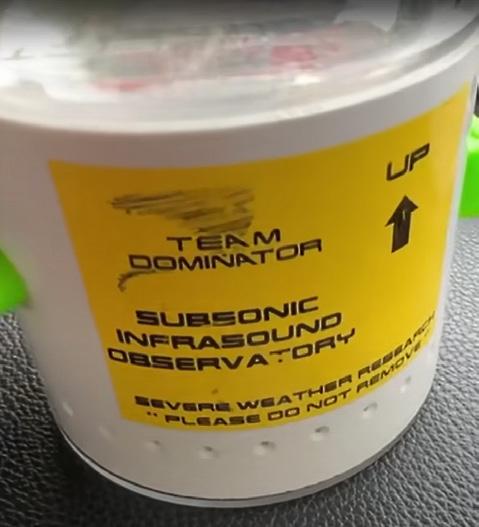 UP
TEAM
DOMINATOR
SUBSONIC
INFRASOUND
OBSERVATORY
SEVERE WEATHER RESEARCH
" PLEASE DO NOT REMOVE "